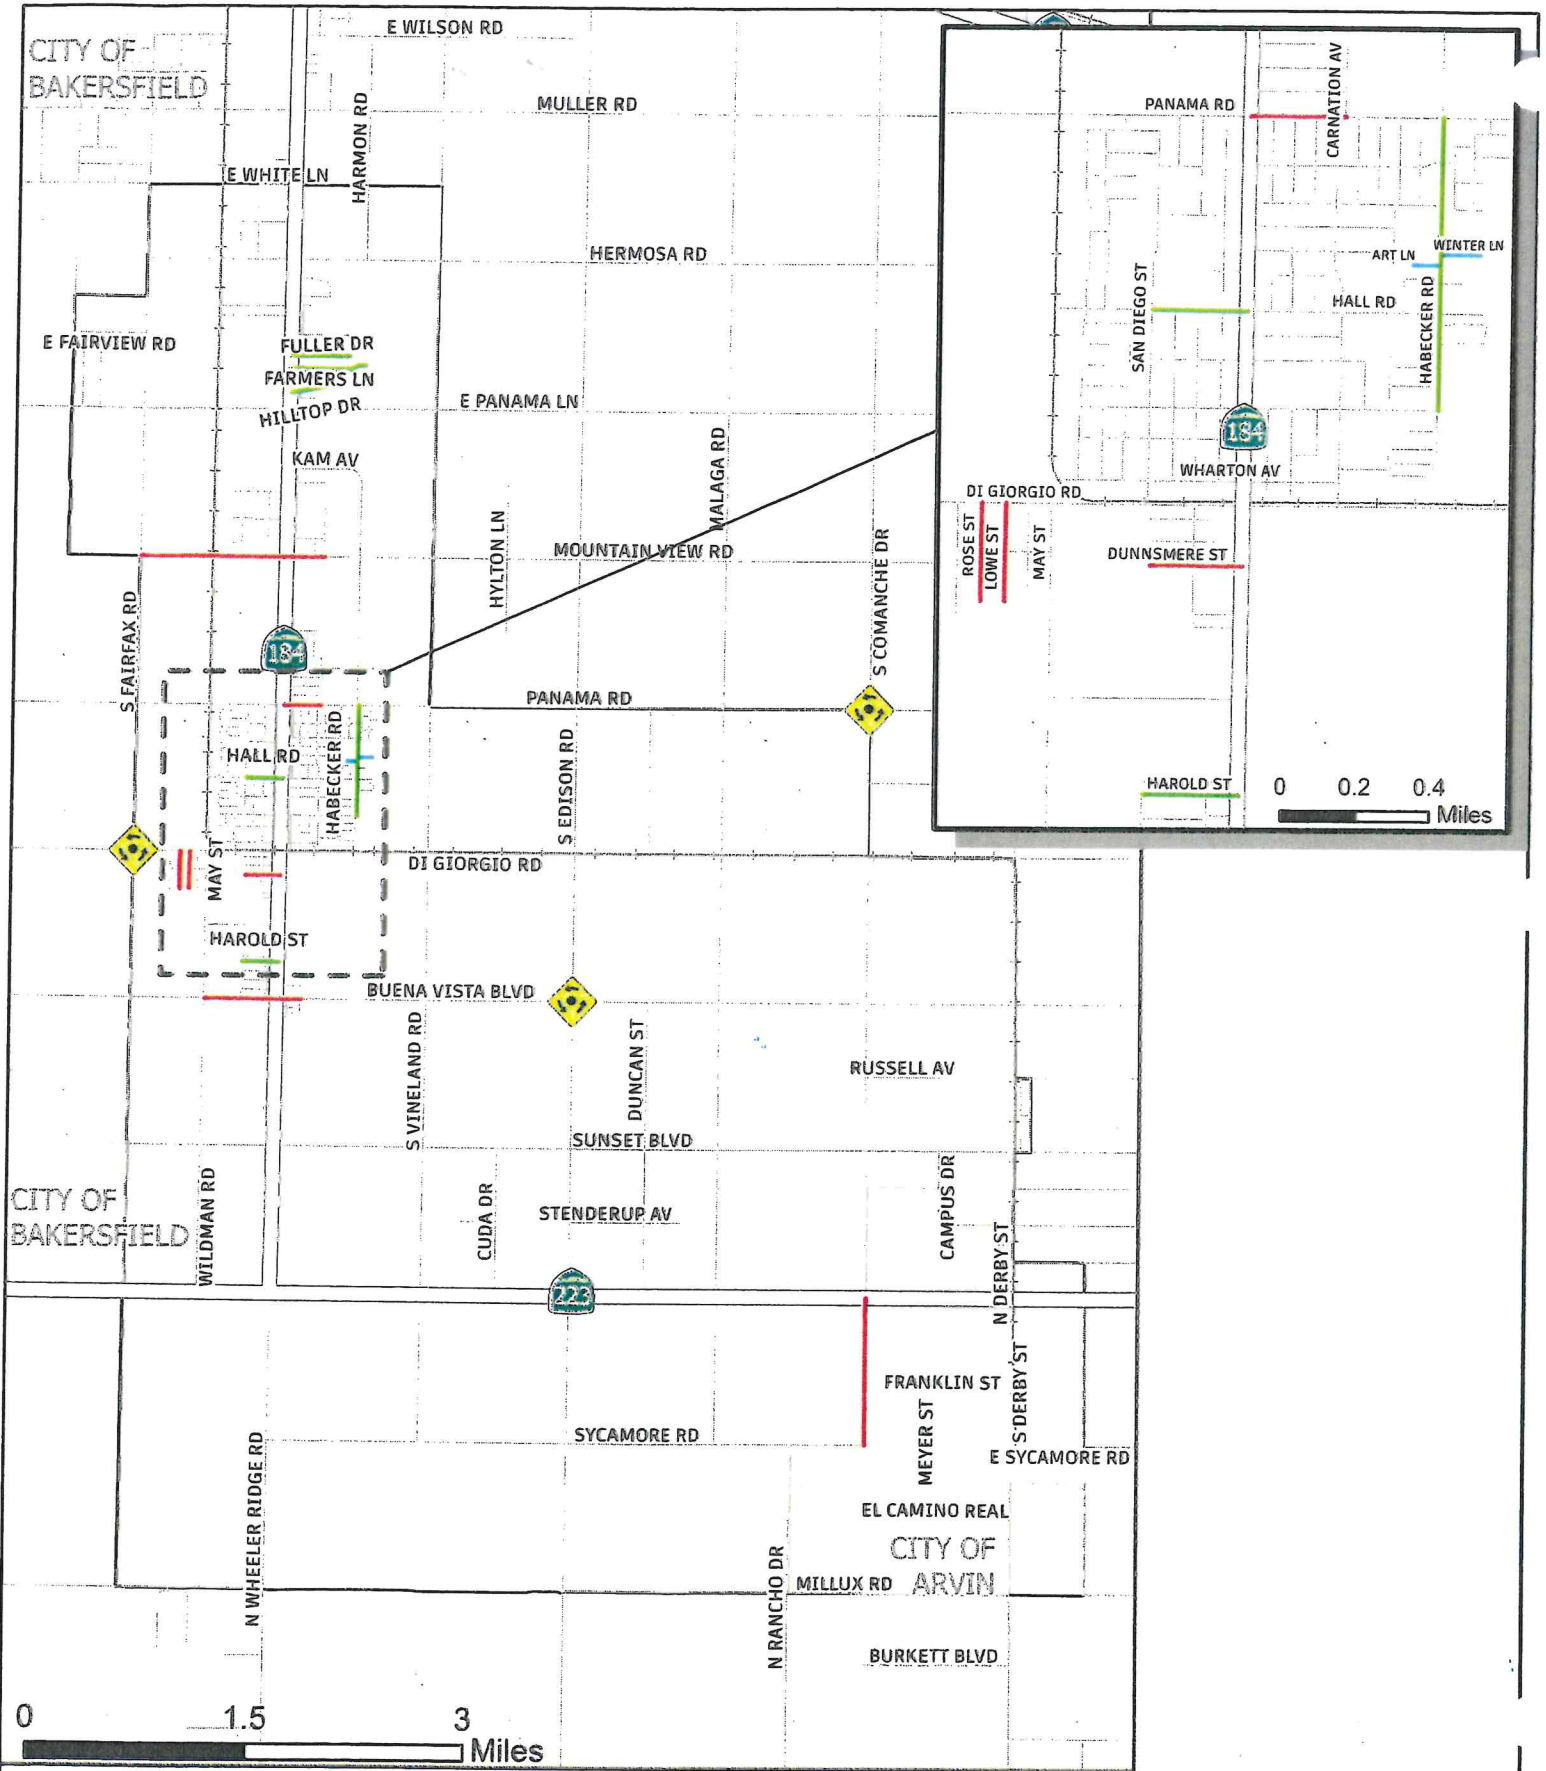 E WILSON RD
CITY OF
BAKERSFIELD
HARMON RD
MULLER RD
E WHITE LN
HERMOSA RD
E FAIRVIEW RD
FULLER DR
FARMERS LN
HILLTOP DR
E PANAMA LN
KAM AV
MALAGA RD
HYLTON LN
MOUNTAIN VIEW RD
S COMANCHE DR
S FAIRFAX RD
184
PANAMA RD
HALL RD
HABECKER RD
S EDISON RD
MAY ST
DI GIORGIO RD
HAROLD ST
BUENA VISTA BLVD
S VINELAND RD
DUNCAN ST
RUSSELL AV
SUNSET BLVD
CITY OF
BAKERSFIELD
WILDMAN RD
CUDA DR
STENDERUP AV
CAMPUS DR
N DERBY ST
223
S DERBY ST
FRANKLIN ST
MEYER ST
SYCAMORE RD
E SYCAMORE RD
N WHEELER RIDGE RD
EL CAMINO REAL
CITY OF
ARVIN
N RANCHO DR
MILLUX RD
BURKETT BLVD
0 1.5 3
Miles
CARNATION AV
PANAMA RD
WINTER LN
ART LN
SAN DIEGO ST
HALL RD
HABECKER RD
184
WHARTON AV
DI GIORGIO RD
ROSE ST
LOWE ST
MAY ST
DUNNSMERE ST
HAROLD ST
0 0.2 0.4
Miles